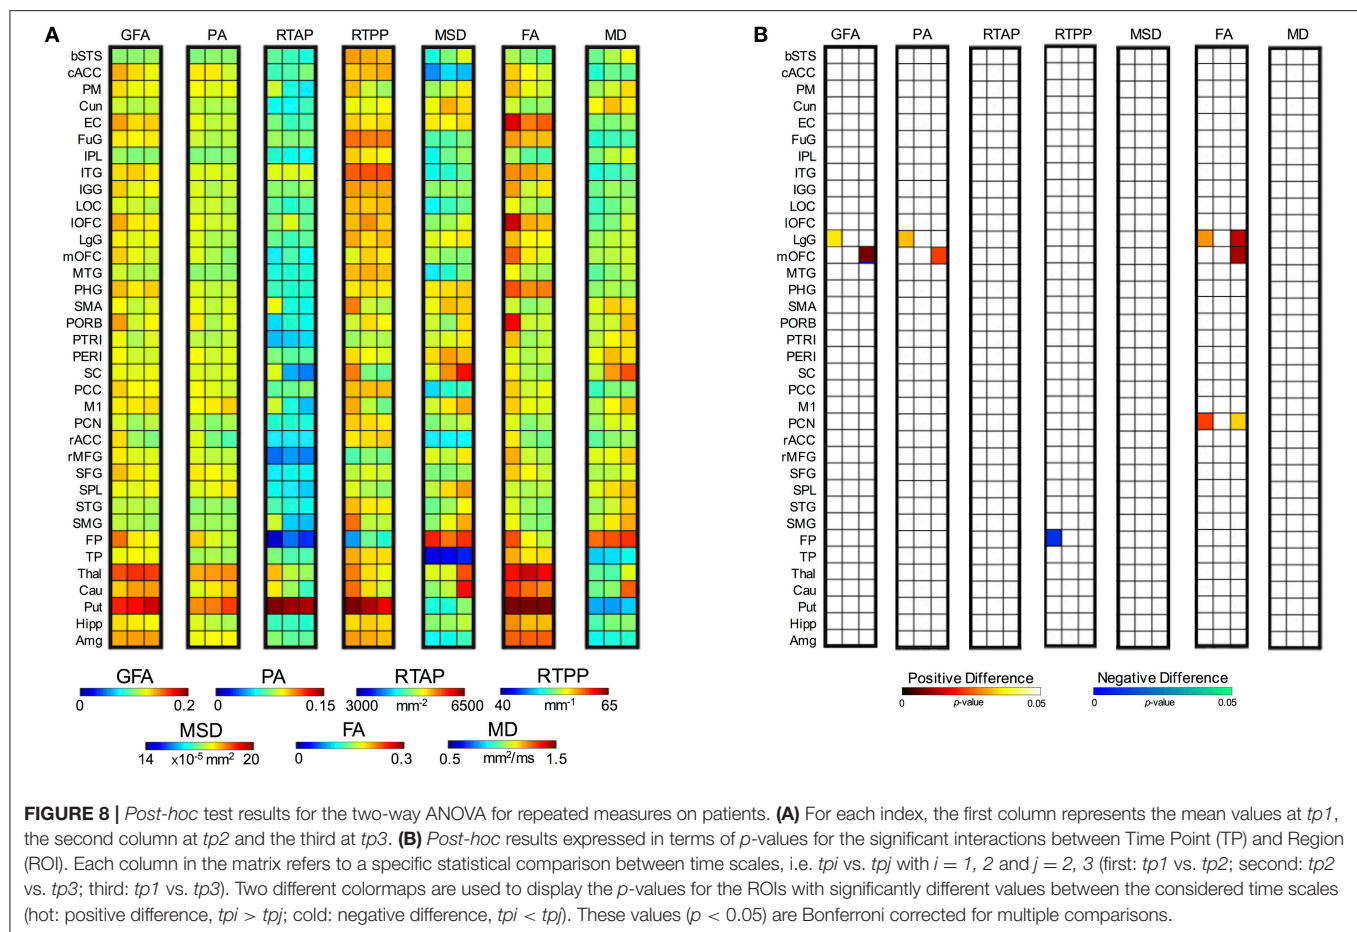 A
GFA PA RTAP RTPP MSD FA MD
bSTS
cACC
PM
Cun
EC
FuG
IPL
ITG
IGG
LOC
lOFC
LgG
mOFC
MTG
PHG
SMA
PORB
PTRI
PERI
SC
PCC
M1
PCN
rACC
rMFG
SFG
SPL
STG
SMG
FP
TP
Thal
Cau
Put
Hipp
Amg
GFA PA RTAP RTPP
0 0.2 0 0.15 3000 mm-2 6500 40 mm-1 65
MSD FA MD
14 x10-5 mm2 20 0 0.3 0.5 mm2/ms 1.5
B
GFA PA RTAP RTPP MSD FA MD
bSTS
cACC
PM
Cun
EC
FuG
IPL
ITG
IGG
LOC
lOFC
LgG
mOFC
MTG
PHG
SMA
PORB
PTRI
PERI
SC
PCC
M1
PCN
rACC
rMFG
SFG
SPL
STG
SMG
FP
TP
Thal
Cau
Put
Hipp
Amg
Positive Difference Negative Difference
0 p-value 0.05 0 p-value 0.05
FIGURE 8 | Post-hoc test results for the two-way ANOVA for repeated measures on patients. (A) For each index, the first column represents the mean values at tp1,
the second column at tp2 and the third at tp3. (B) Post-hoc results expressed in terms of p-values for the significant interactions between Time Point (TP) and Region
(ROI). Each column in the matrix refers to a specific statistical comparison between time scales, i.e. tpi vs. tpj with i = 1, 2 and j = 2, 3 (first: tp1 vs. tp2; second: tp2
vs. tp3; third: tp1 vs. tp3). Two different colormaps are used to display the p-values for the ROIs with significantly different values between the considered time scales
(hot: positive difference, tpi > tpj; cold: negative difference, tpi < tpj). These values (p < 0.05) are Bonferroni corrected for multiple comparisons.